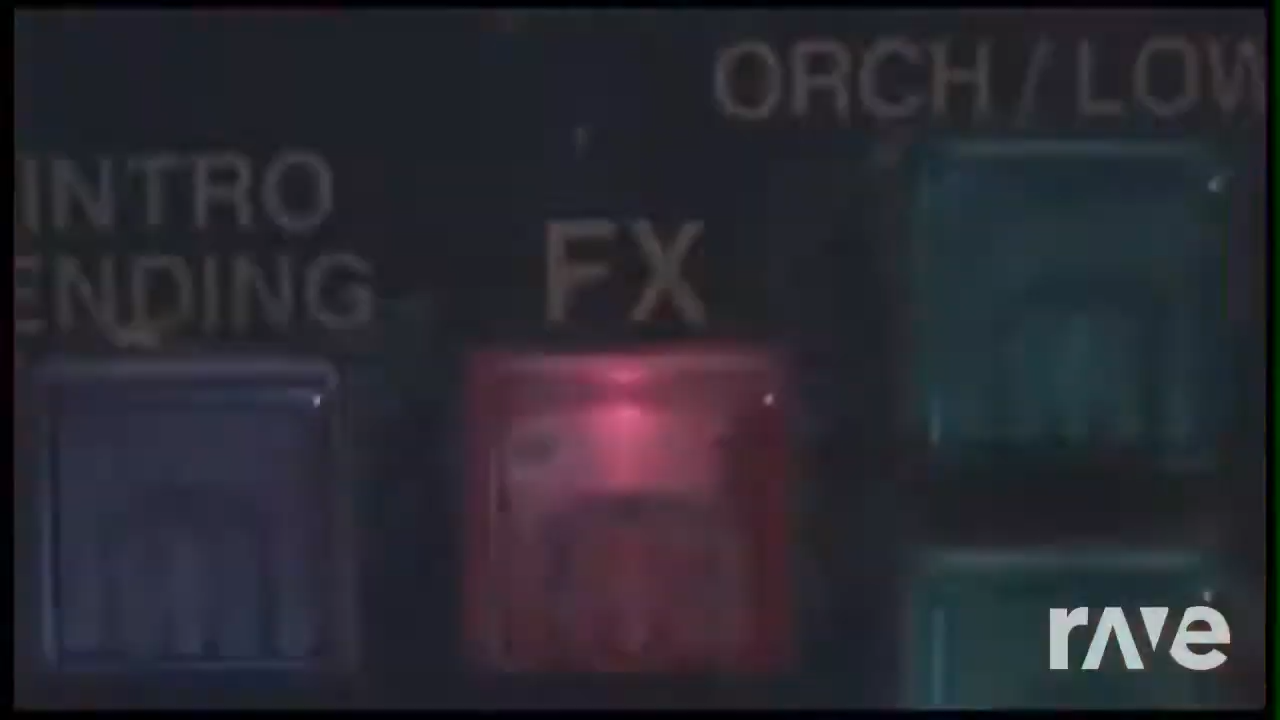 ORCH / LOW
INTRO
ENDING
FX
rave